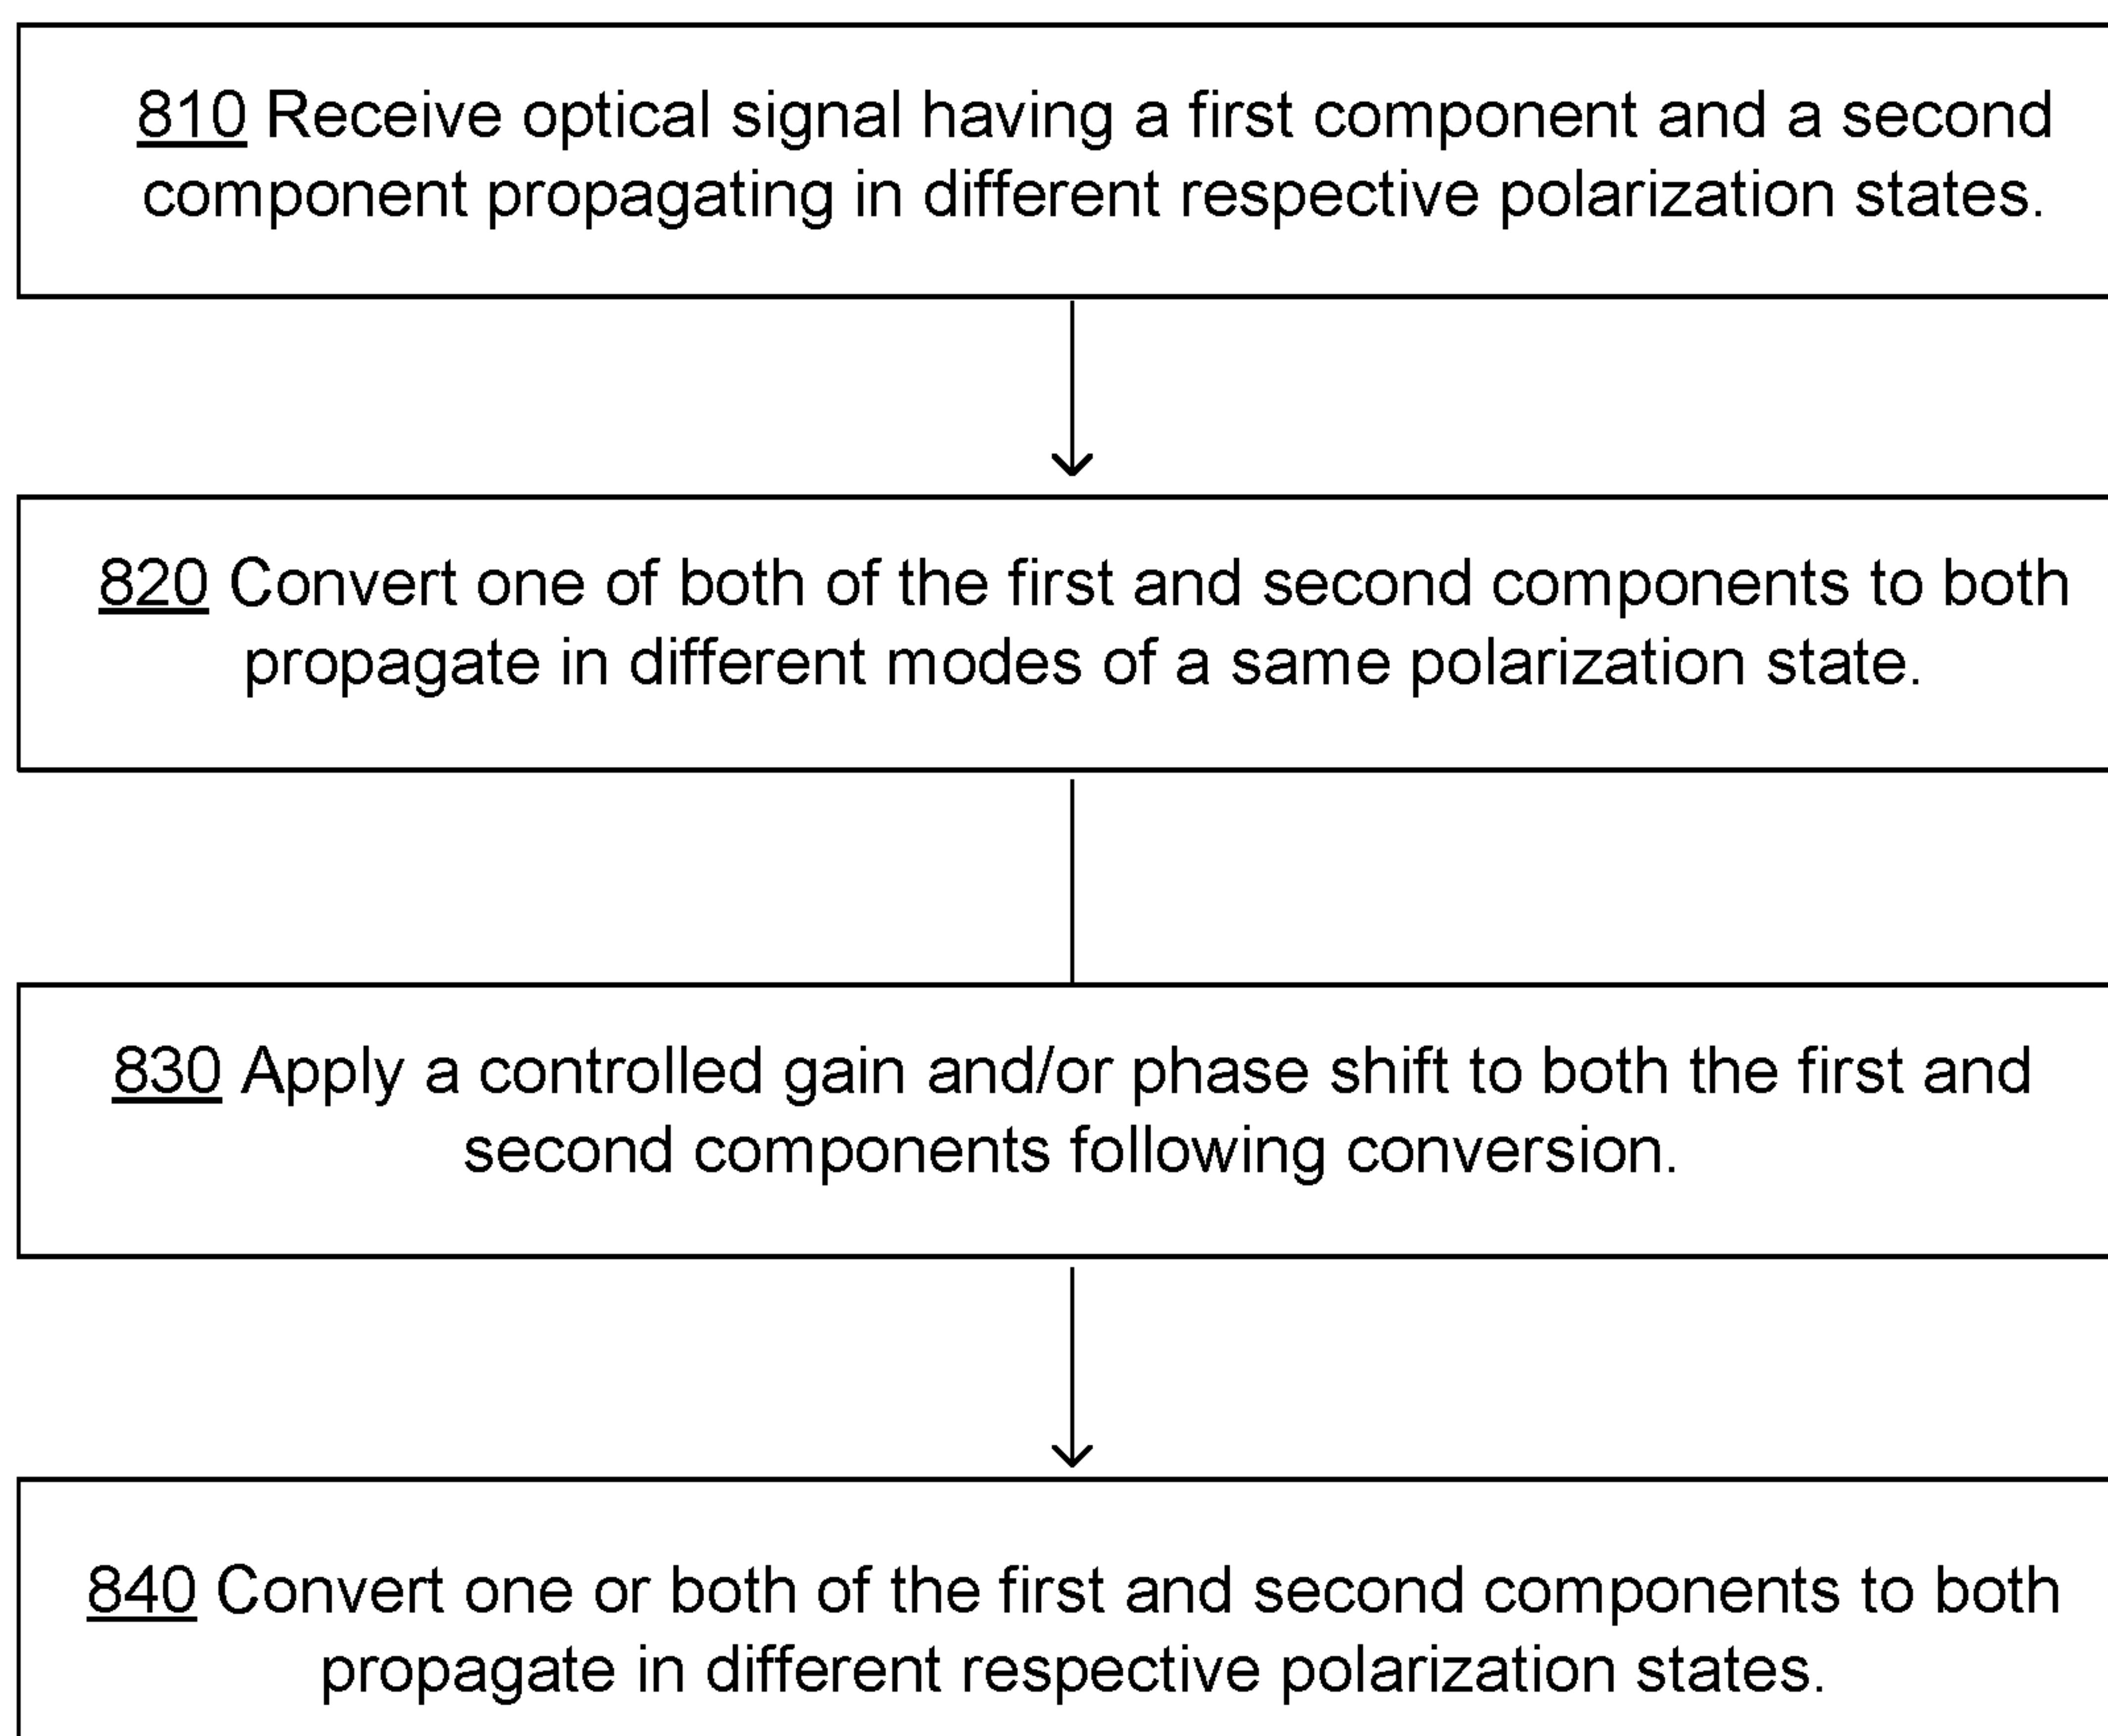 810 Receive optical signal having a first component and a second
component propagating in different respective polarization states.
820 Convert one of both of the first and second components to both
propagate in different modes of a same polarization state.
830 Apply a controlled gain and/or phase shift to both the first and
second components following conversion.
840 Convert one or both of the first and second components to both
propagate in different respective polarization states.